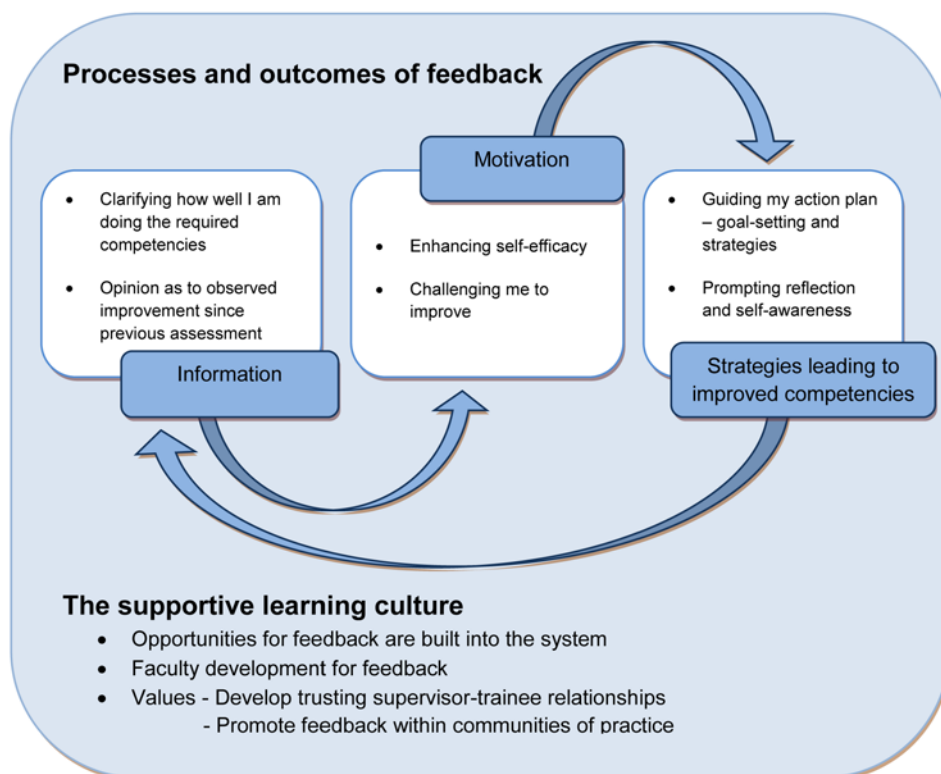 Processes and outcomes of feedback
Motivation
• Clarifying how well I am
doing the required
competencies
• Opinion as to observed
improvement since
previous assessment
Information
• Enhancing self-efficacy
• Challenging me to
improve
• Guiding my action plan
– goal-setting and
strategies
• Prompting reflection
and self-awareness
Strategies leading to
improved competencies
The supportive learning culture
• Opportunities for feedback are built into the system
• Faculty development for feedback
• Values - Develop trusting supervisor-trainee relationships
- Promote feedback within communities of practice